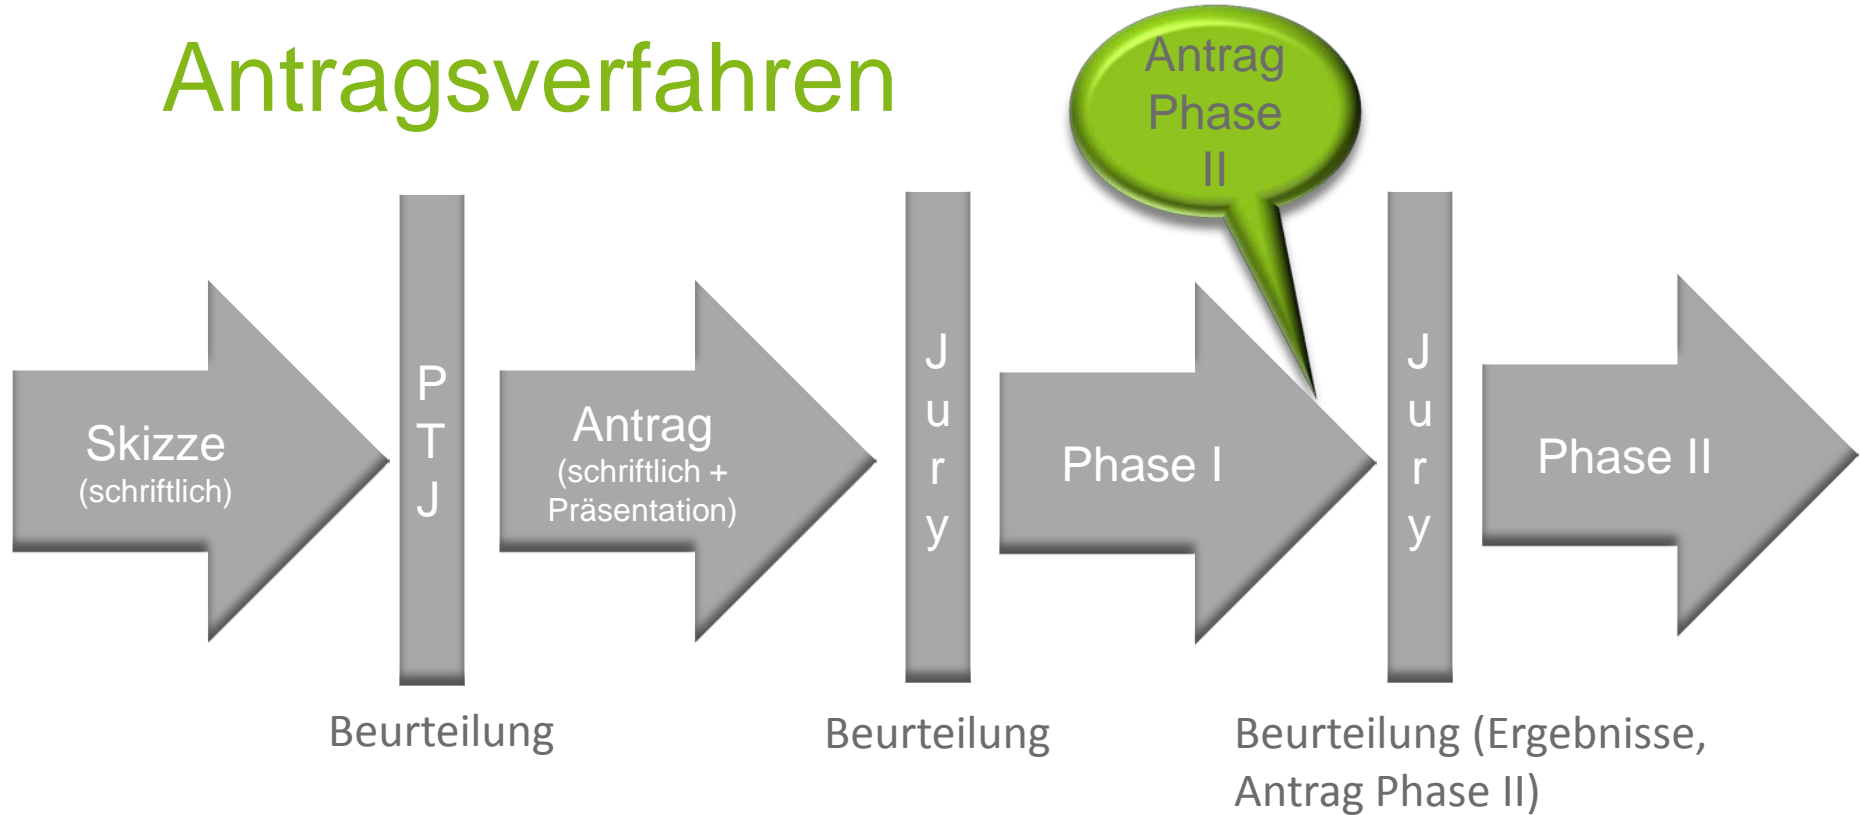 Antragsverfahren
Antrag
Phase
II
Skizze
(schriftlich)
P
T
J
Antrag
(schriftlich +
Präsentation)
J
u
r
y
Phase I
J
u
r
y
Phase II
Beurteilung
Beurteilung
Beurteilung (Ergebnisse,
Antrag Phase II)